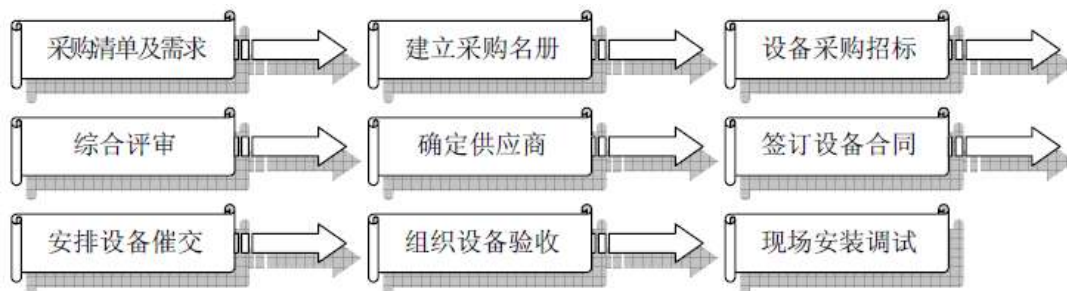 采购清单及需求
建立采购名册
设备采购招标
综合评审
确定供应商
签订设备合同
安排设备催交
组织设备验收
现场安装调试